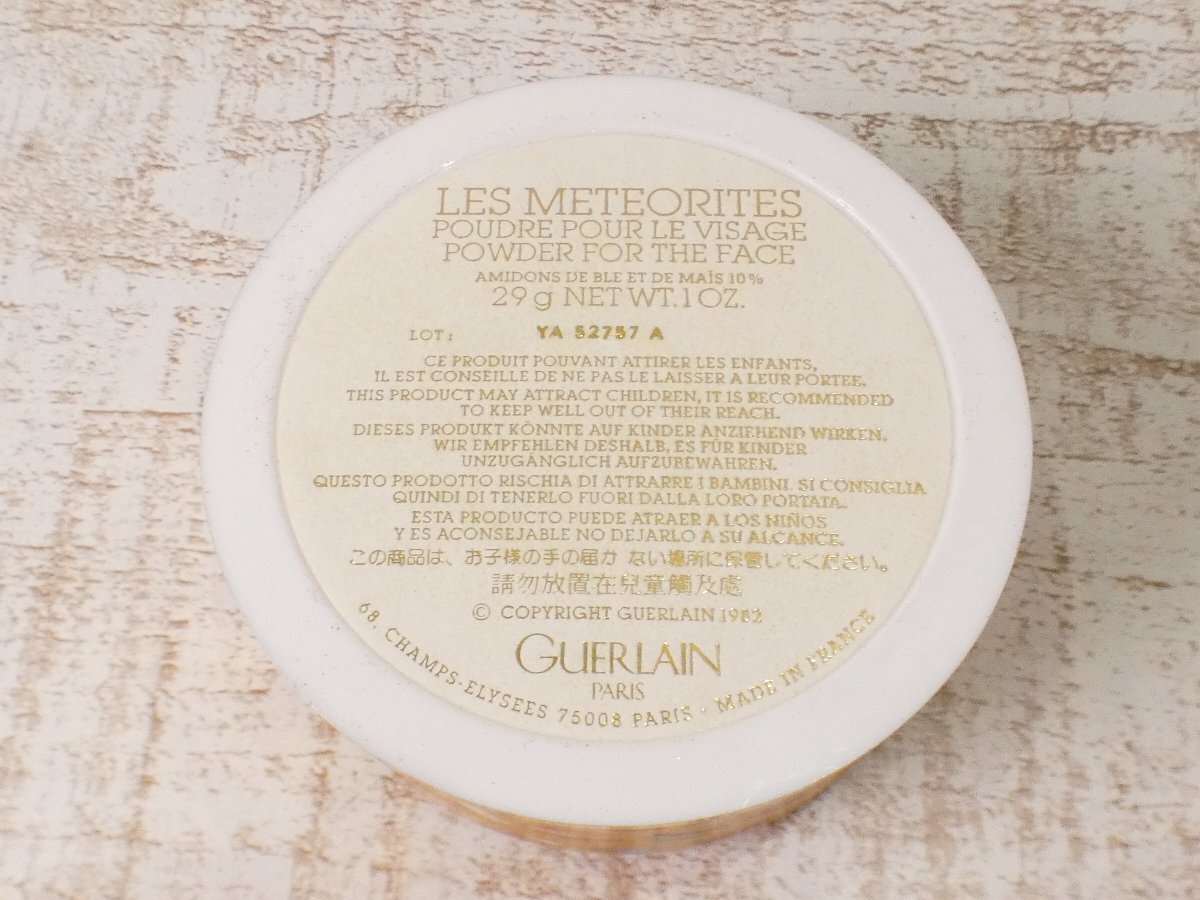 LES METEORITES
POUDRE POUR LE VISAGE
POWDER FOR THE FACE
AMIDONS DE BLE ET DE MAÏS 10%
29g NET WT. 1 OZ.
LOT: YA 52757 A
CE PRODUIT POUVANT ATTIRER LES ENFANTS,
IL EST CONSEILLE DE NE PAS LE LAISSER A LEUR PORTEE.
THIS PRODUCT MAY ATTRACT CHILDREN, IT IS RECOMMENDED
TO KEEP WELL OUT OF THEIR REACH.
DIESES PRODUKT KÖNNTE AUF KINDER ANZIEHEND WIRKEN.
WIR EMPFEHLEN DESHALB, ES FÜR KINDER
UNZUGÄNGLICH AUFZUBEWAHREN.
QUESTO PRODOTTO RISCHIA DI ATTRARRE I BAMBINI. SI CONSIGLIA
QUINDI DI TENERLO FUORI DALLA LORO PORTATA.
ESTA PRODUCTO PUEDE ATRAER A LOS NIÑOS
Y ES ACONSEJABLE NO DEJARLO A SU ALCANCE.
この商品は、お子様の手の届か ない場所に保管してください。
請勿放置在兒童觸及處
© COPYRIGHT GUERLAIN 1982
GUERLAIN
PARIS
68, CHAMPS-ELYSEES 75008 PARIS · MADE IN FRANCE